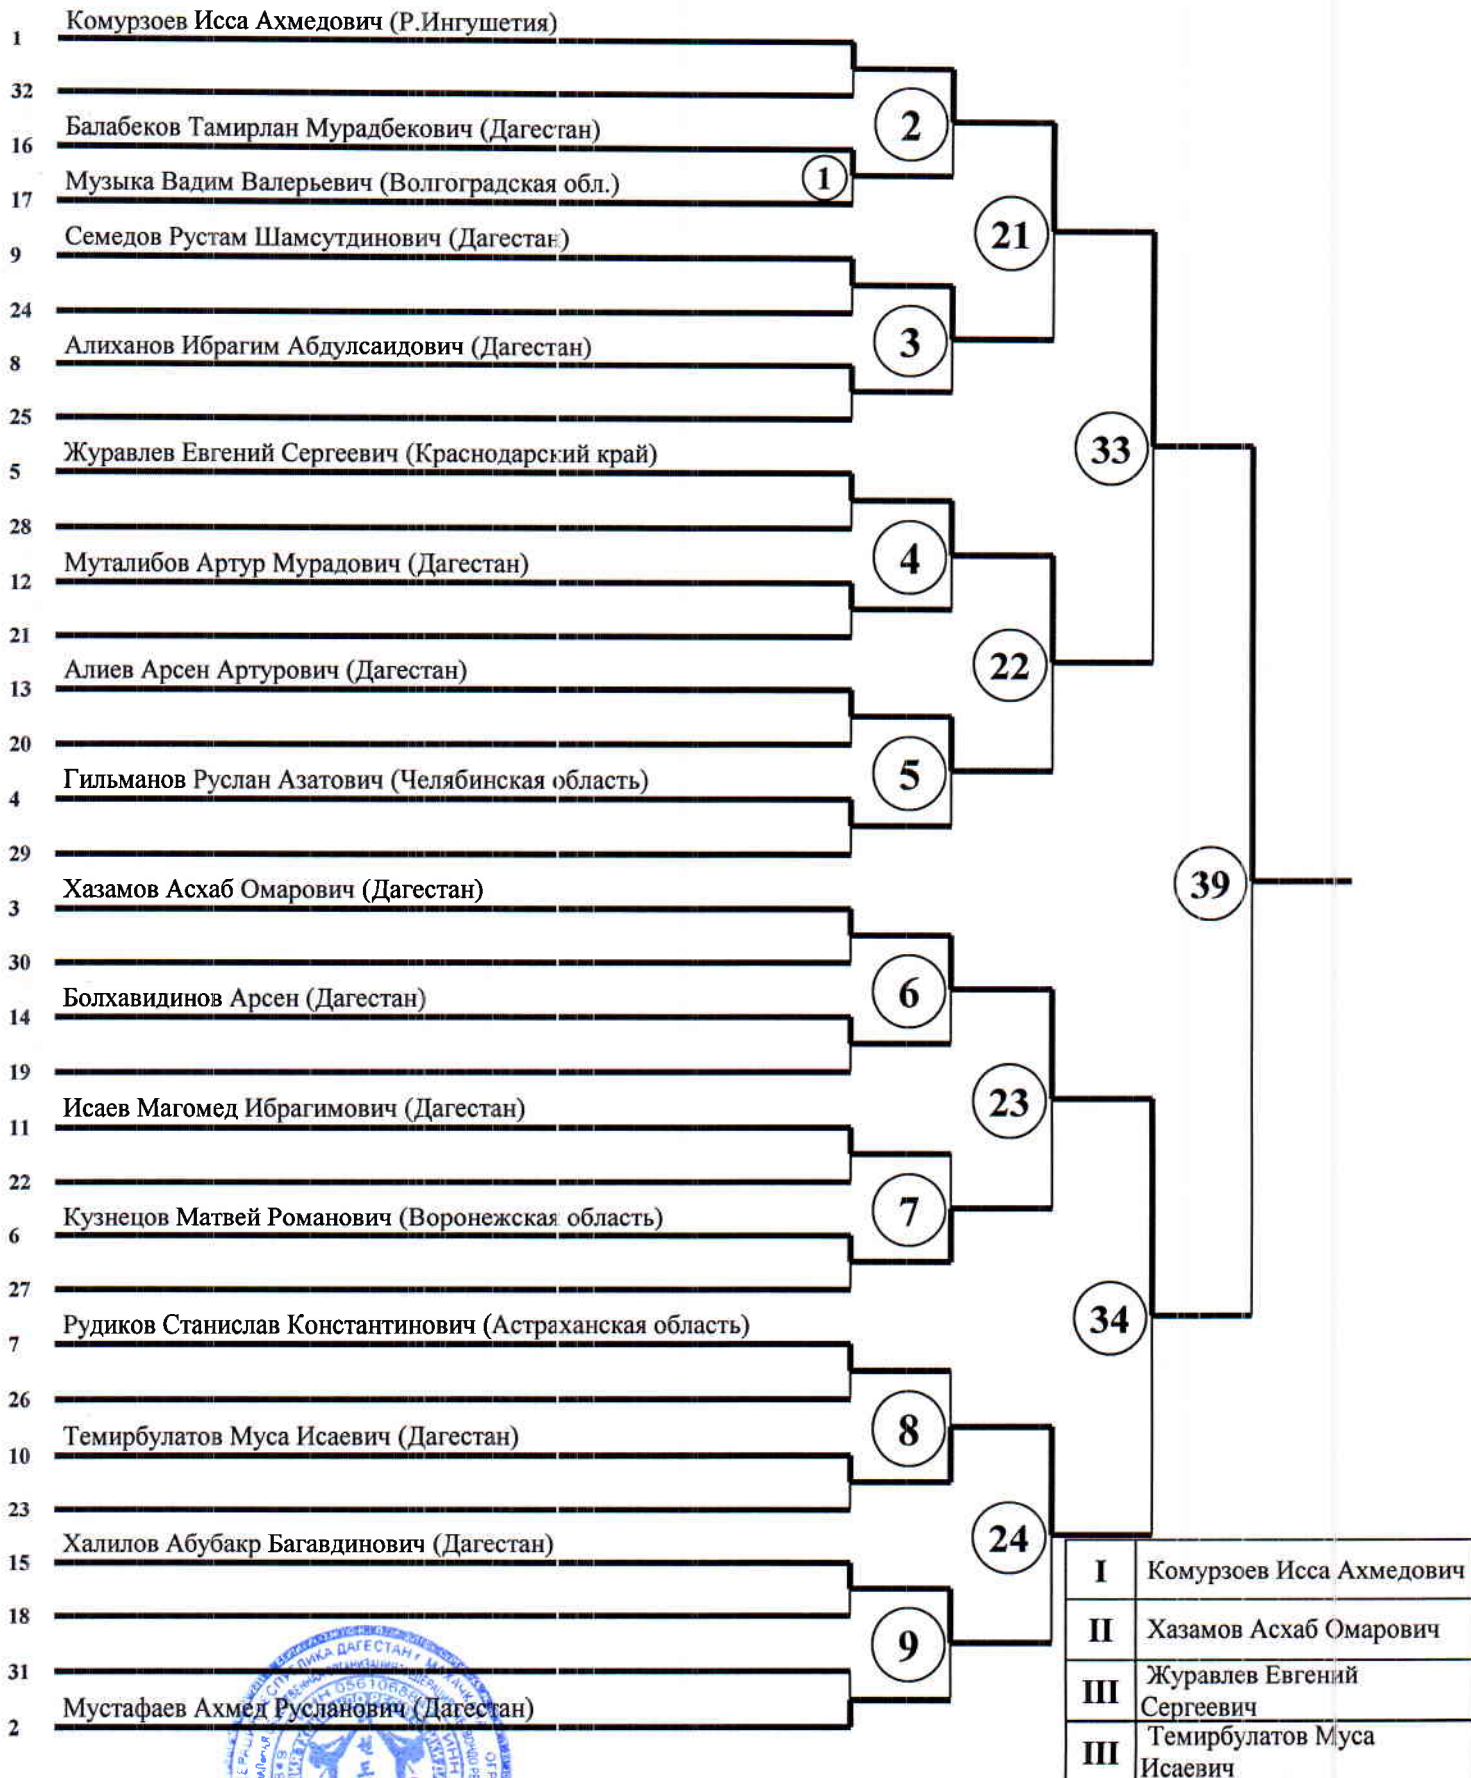 Комурзоев Исса Ахмедович (Р.Ингушетия)
1
32
Балабеков Тамирлан Мурадбекович (Дагестан)
2
16
Музыка Вадим Валерьевич (Волгоградская обл.)
1
17
Семедов Рустам Шамсутдинович (Дагестан)
21
9
24
Алиханов Ибрагим Абдулсаидович (Дагестан)
3
8
25
Журавлев Евгений Сергеевич (Краснодарский край)
33
5
28
Муталибов Артур Мурадович (Дагестан)
4
12
21
Алиев Арсен Артурович (Дагестан)
22
13
20
Гильманов Руслан Азатович (Челябинская область)
5
4
29
Хазамов Асхаб Омарович (Дагестан)
39
3
30
Болхавидинов Арсен (Дагестан)
6
14
19
Исаев Магомед Ибрагимович (Дагестан)
23
11
22
Кузнецов Матвей Романович (Воронежская область)
7
6
27
Рудиков Станислав Константинович (Астраханская область)
34
7
26
Темирбулатов Муса Исаевич (Дагестан)
8
10
23
Халилов Абубакр Багавдинович (Дагестан)
24
15
18
9
31
Мустафаев Ахмед Русланович (Дагестан)
2
I Комурзоев Исса Ахмедович
II Хазамов Асхаб Омарович
III Журавлев Евгений
Сергеевич
III Темирбулатов Муса
Исаевич